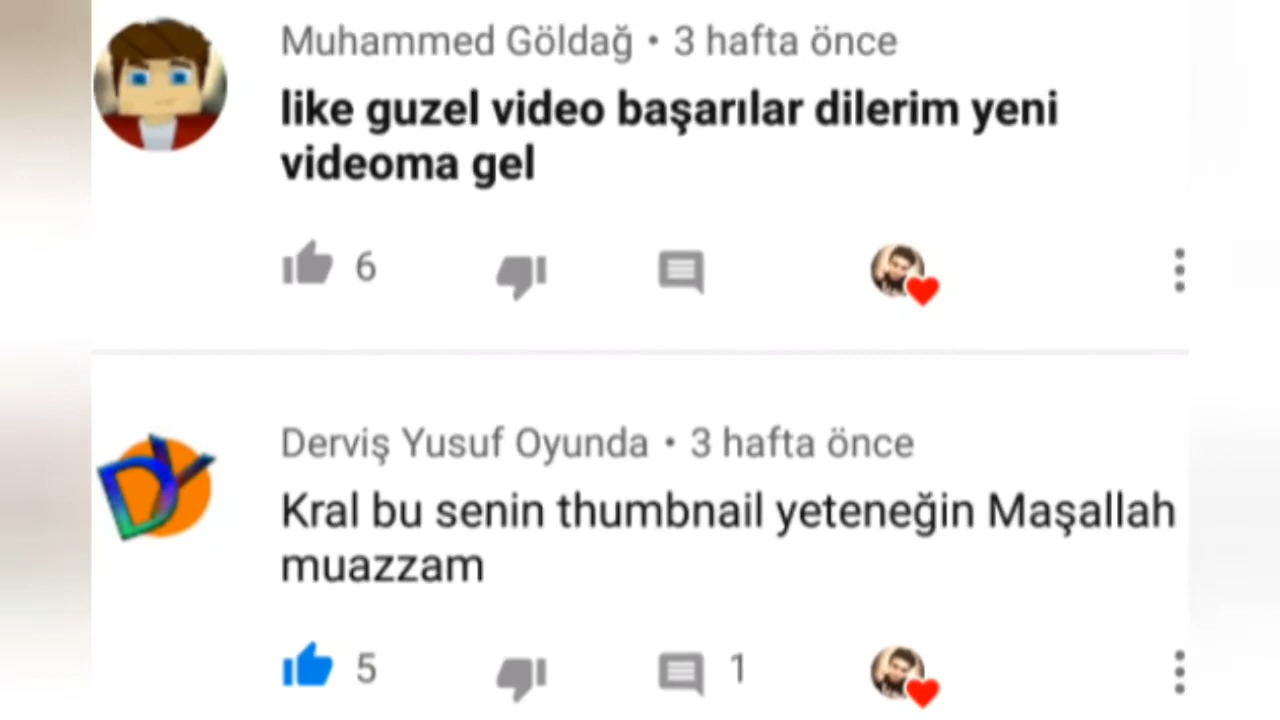 Muhammed Göldağ • 3 hafta önce
like guzel video başarılar dilerim yeni
videoma gel
6
Derviş Yusuf Oyunda • 3 hafta önce
Kral bu senin thumbnail yeteneğin Maşallah
muazzam
5 1
DY